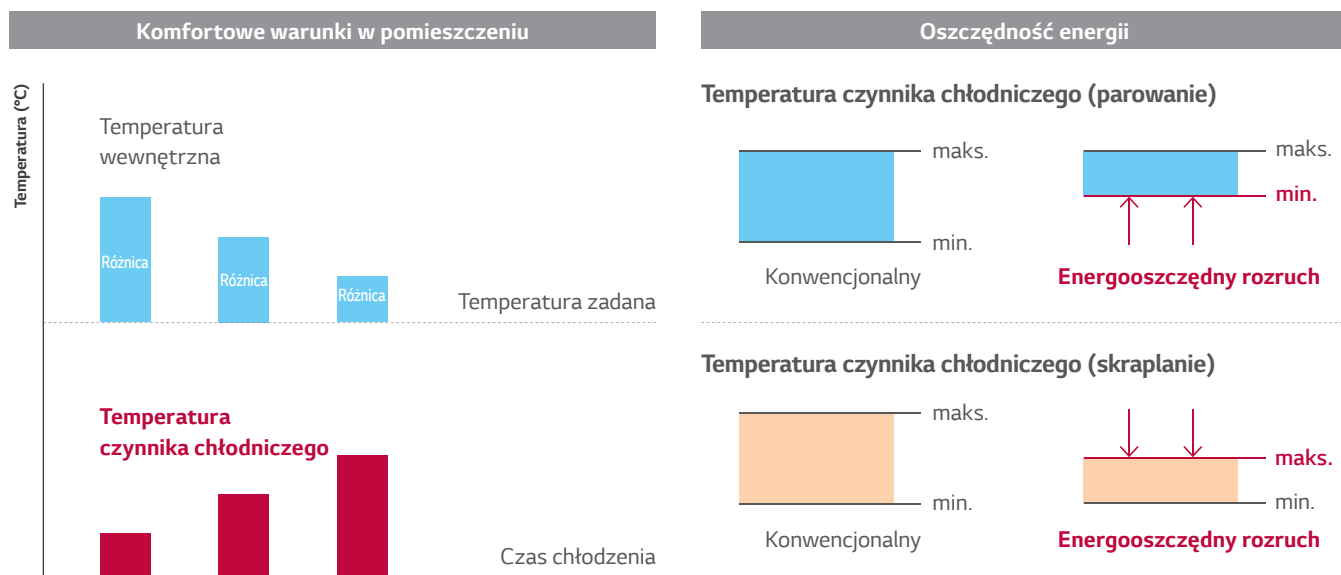 Komfortowe warunki w pomieszczeniu
Temperatura (°C)
Temperatura
wewnętrzna
Różnica
Różnica
Różnica
Temperatura zadana
Temperatura
czynnika chłodniczego
Czas chłodzenia
Oszczędność energii
Temperatura czynnika chłodniczego (parowanie)
maks.
min.
Konwencjonalny
maks.
min.
Energooszczędny rozruch
Temperatura czynnika chłodniczego (skraplanie)
maks.
min.
Konwencjonalny
maks.
min.
Energooszczędny rozruch